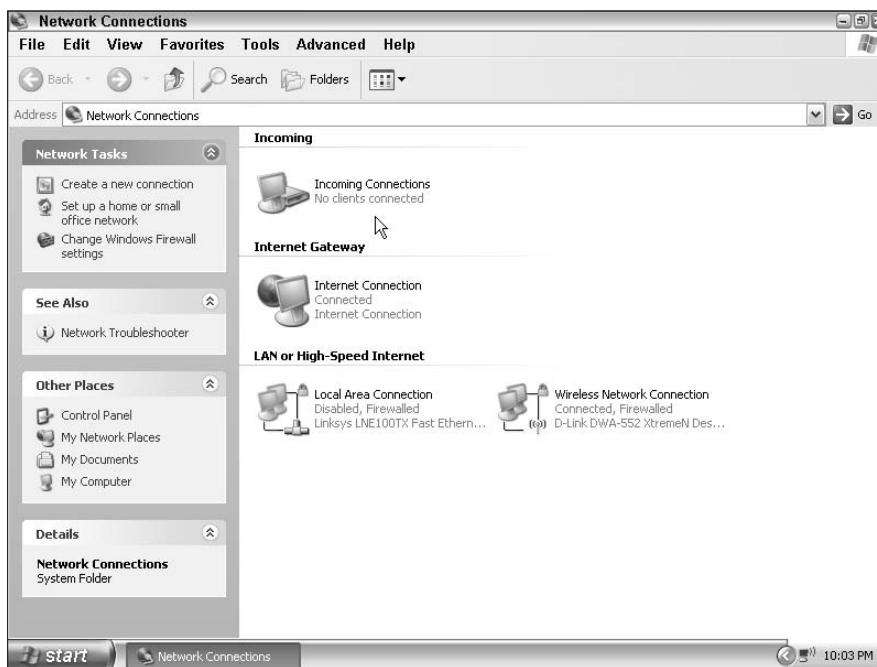 Network Connections
File Edit View Favorites Tools Advanced Help
Back Search Folders
Address Network Connections Go
Network Tasks
Create a new connection
Set up a home or small
office network
Change Windows Firewall
settings
See Also
Network Troubleshooter
Other Places
Control Panel
My Network Places
My Documents
My Computer
Details
Network Connections
System Folder
Incoming
Incoming Connections
No clients connected
Internet Gateway
Internet Connection
Connected
Internet Connection
LAN or High-Speed Internet
Local Area Connection
Disabled, Firewalled
Linksys LNE100TX Fast Ethern...
Wireless Network Connection
Connected, Firewalled
D-Link DWA-552 XtremeN Des...
start Network Connections 10:03 PM